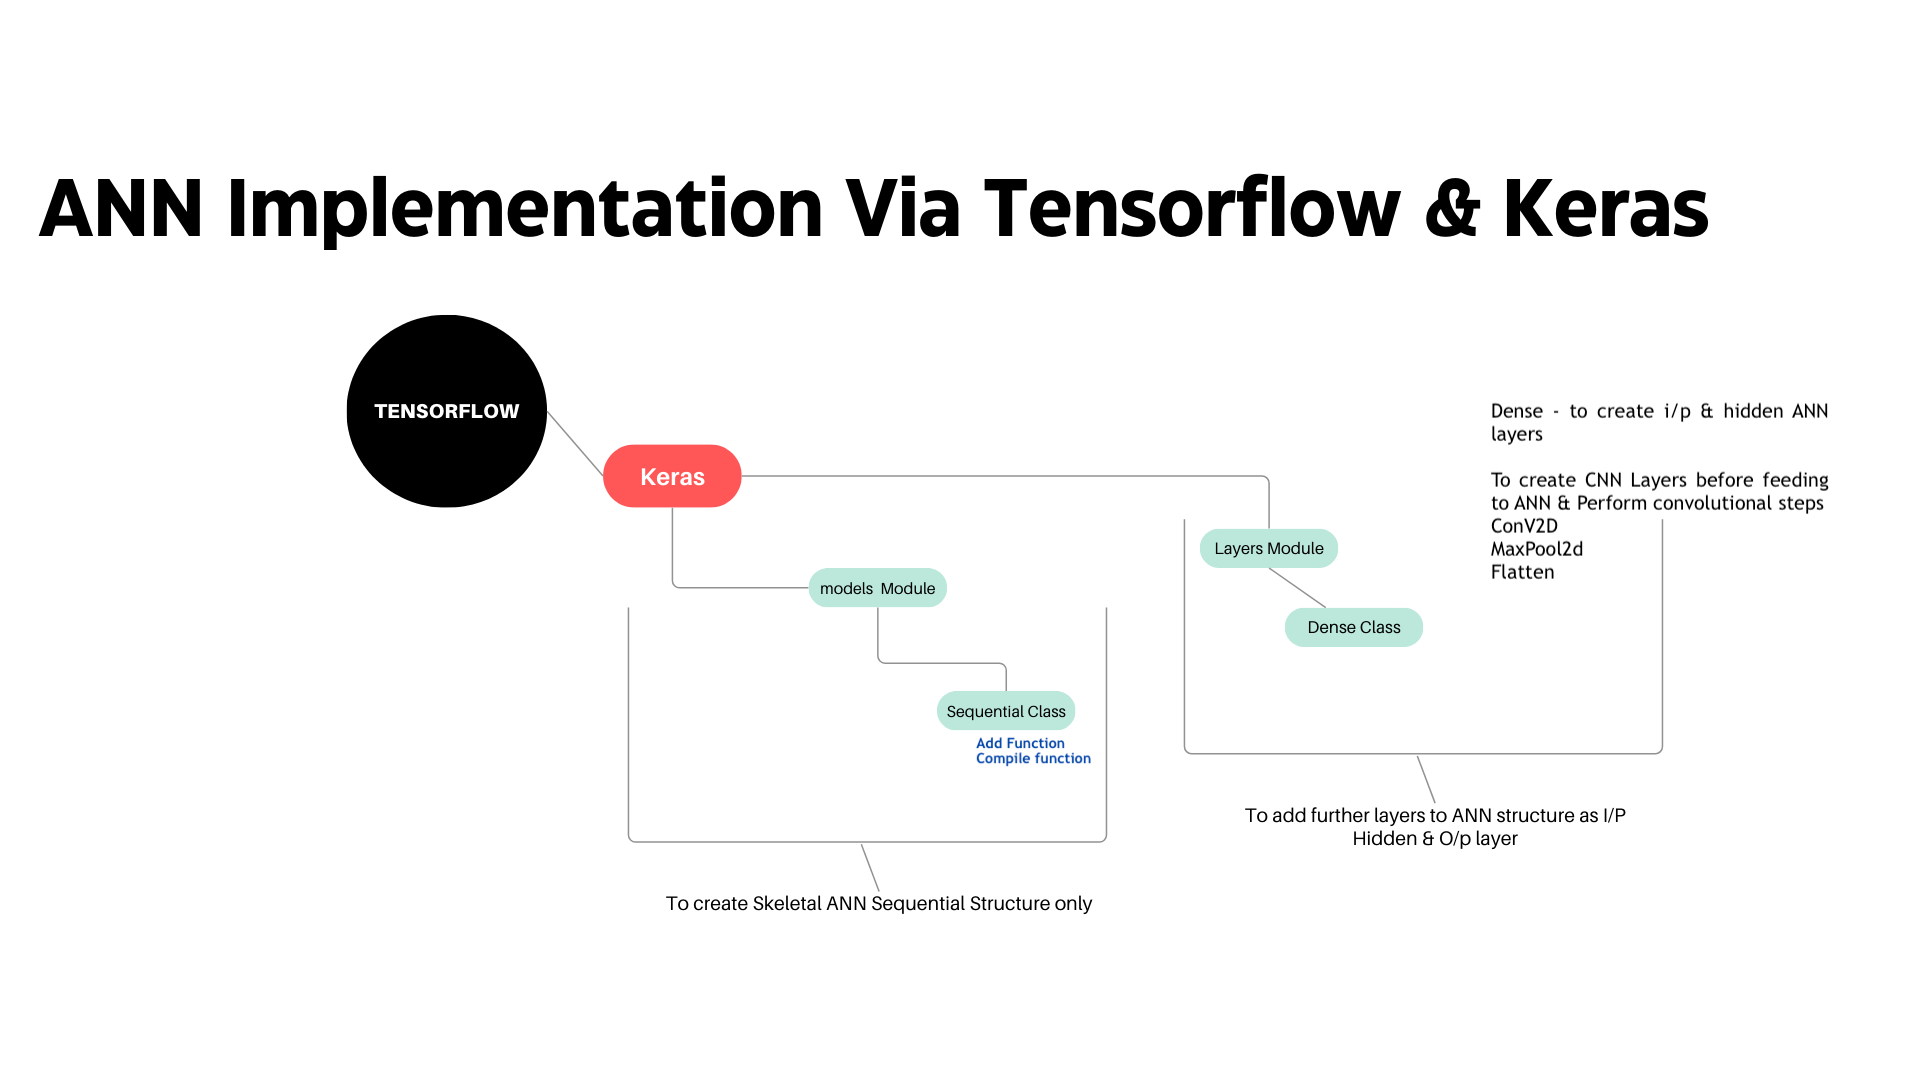 ANN Implementation Via Tensorflow & Keras
TENSORFLOW
Keras
models  Module
Sequential Class
Add Function
Compile function
To create Skeletal ANN Sequential Structure only
Layers Module
Dense Class
Dense - to create i/p & hidden ANN
layers
To create CNN Layers before feeding
to ANN & Perform convolutional steps
ConV2D
MaxPool2d
Flatten
To add further layers to ANN structure as I/P
Hidden & O/p layer